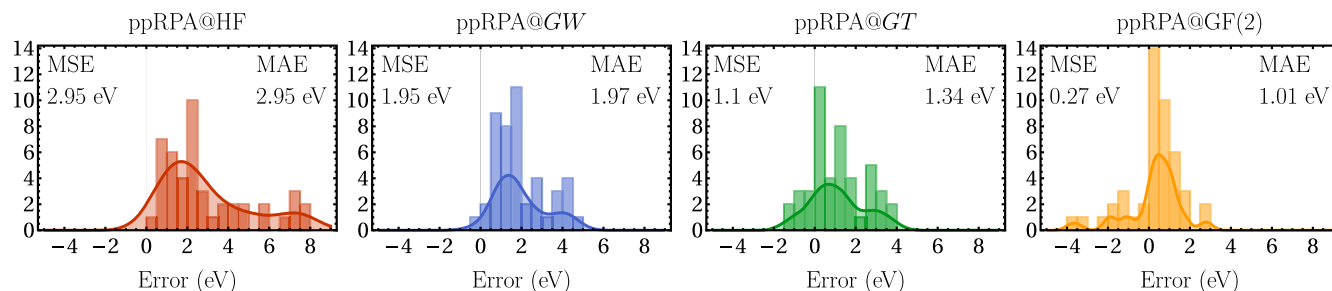 ppRPA@HF
14
12
10
8
6
4
2
0
MSE MAE
2.95 eV 2.95 eV
−4 −2 0 2 4 6 8
Error (eV)
ppRPA@GW
14
12
10
8
6
4
2
0
MSE MAE
1.95 eV 1.97 eV
−4 −2 0 2 4 6 8
Error (eV)
ppRPA@GT
14
12
10
8
6
4
2
0
MSE MAE
1.1 eV 1.34 eV
−4 −2 0 2 4 6 8
Error (eV)
ppRPA@GF(2)
14
12
10
8
6
4
2
0
MSE MAE
0.27 eV 1.01 eV
−4 −2 0 2 4 6 8
Error (eV)